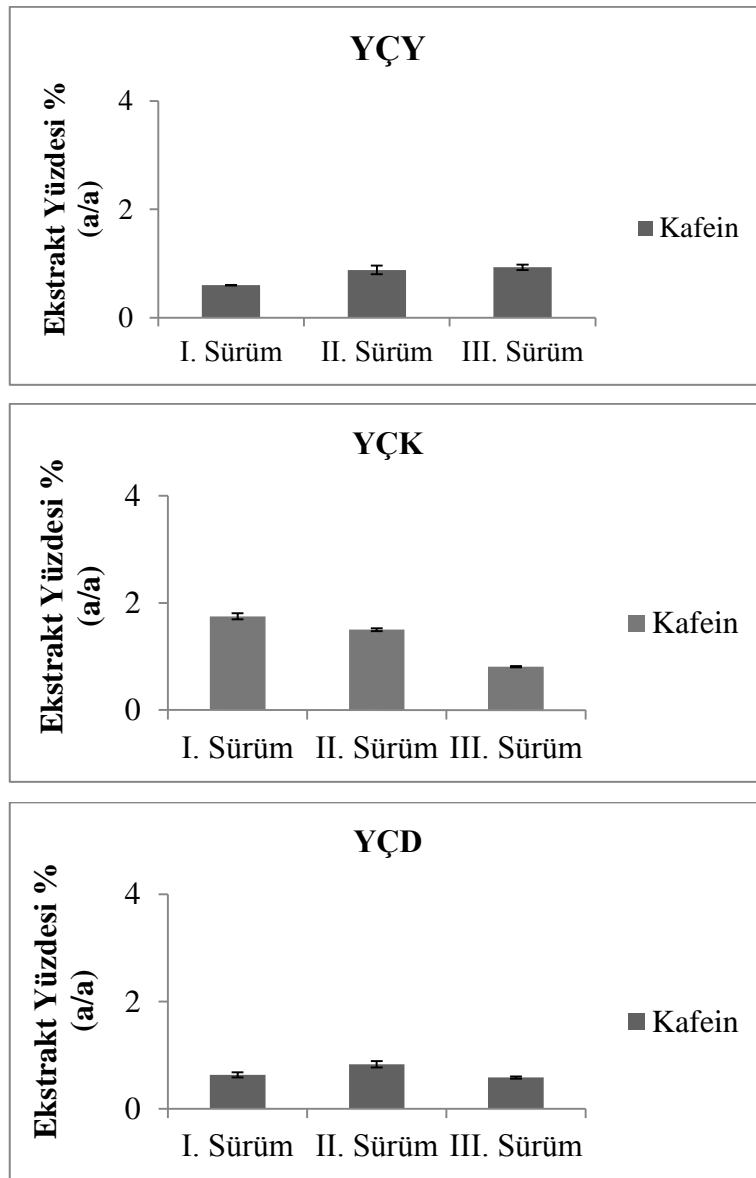 YÇY
Ekstrakt Yüzdesi %
(a/a)
4
2
0
I. Sürüm
II. Sürüm
III. Sürüm
Kafein
YÇK
Ekstrakt Yüzdesi %
(a/a)
4
2
0
I. Sürüm
II. Sürüm
III. Sürüm
Kafein
YÇD
Ekstrakt Yüzdesi %
(a/a)
4
2
0
I. Sürüm
II. Sürüm
III. Sürüm
Kafein